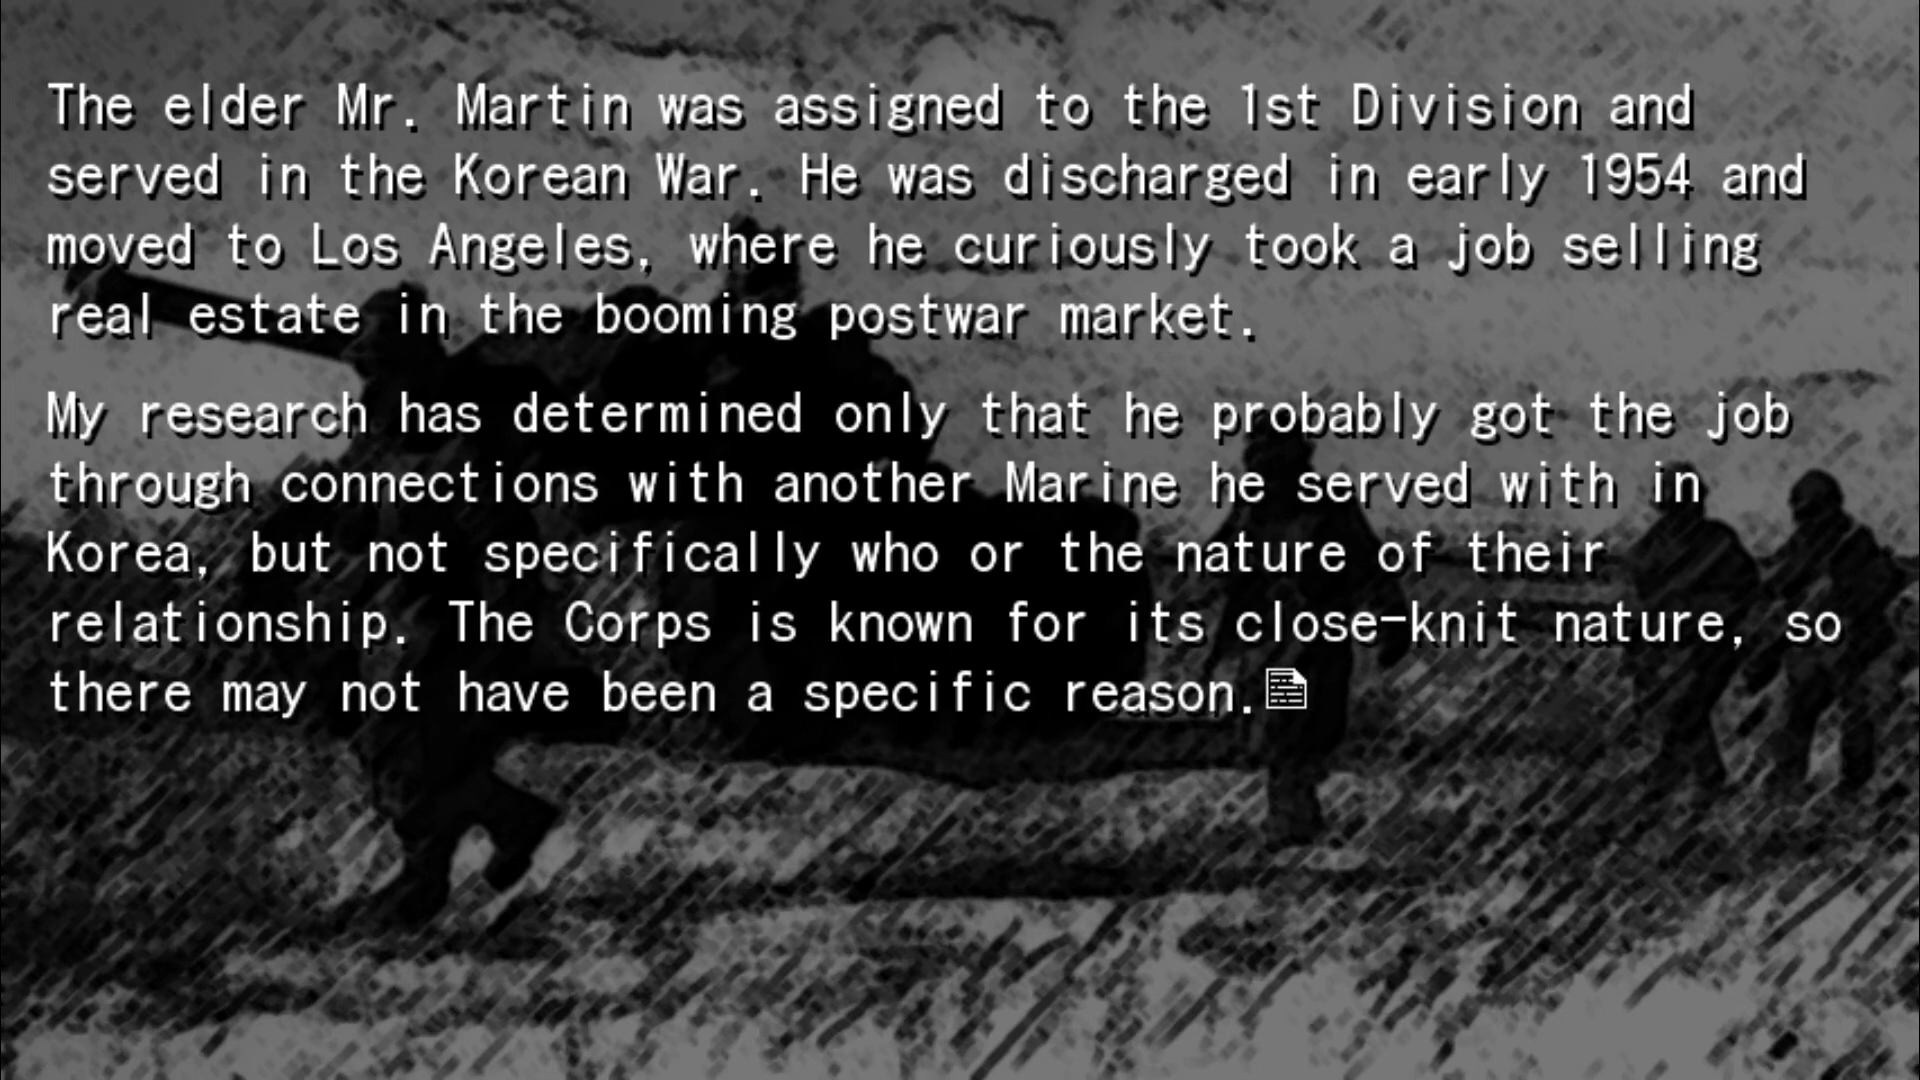 The elder Mr. Martin was assigned to the 1st Division and
served in the Korean War. He was discharged in early 1954 and
moved to Los Angeles, where he curiously took a job selling
real estate in the booming postwar market.
My research has determined only that he probably got the job
through connections with another Marine he served with in
Korea, but not specifically who or the nature of their
relationship. The Corps is known for its close-knit nature, so
there may not have been a specific reason.